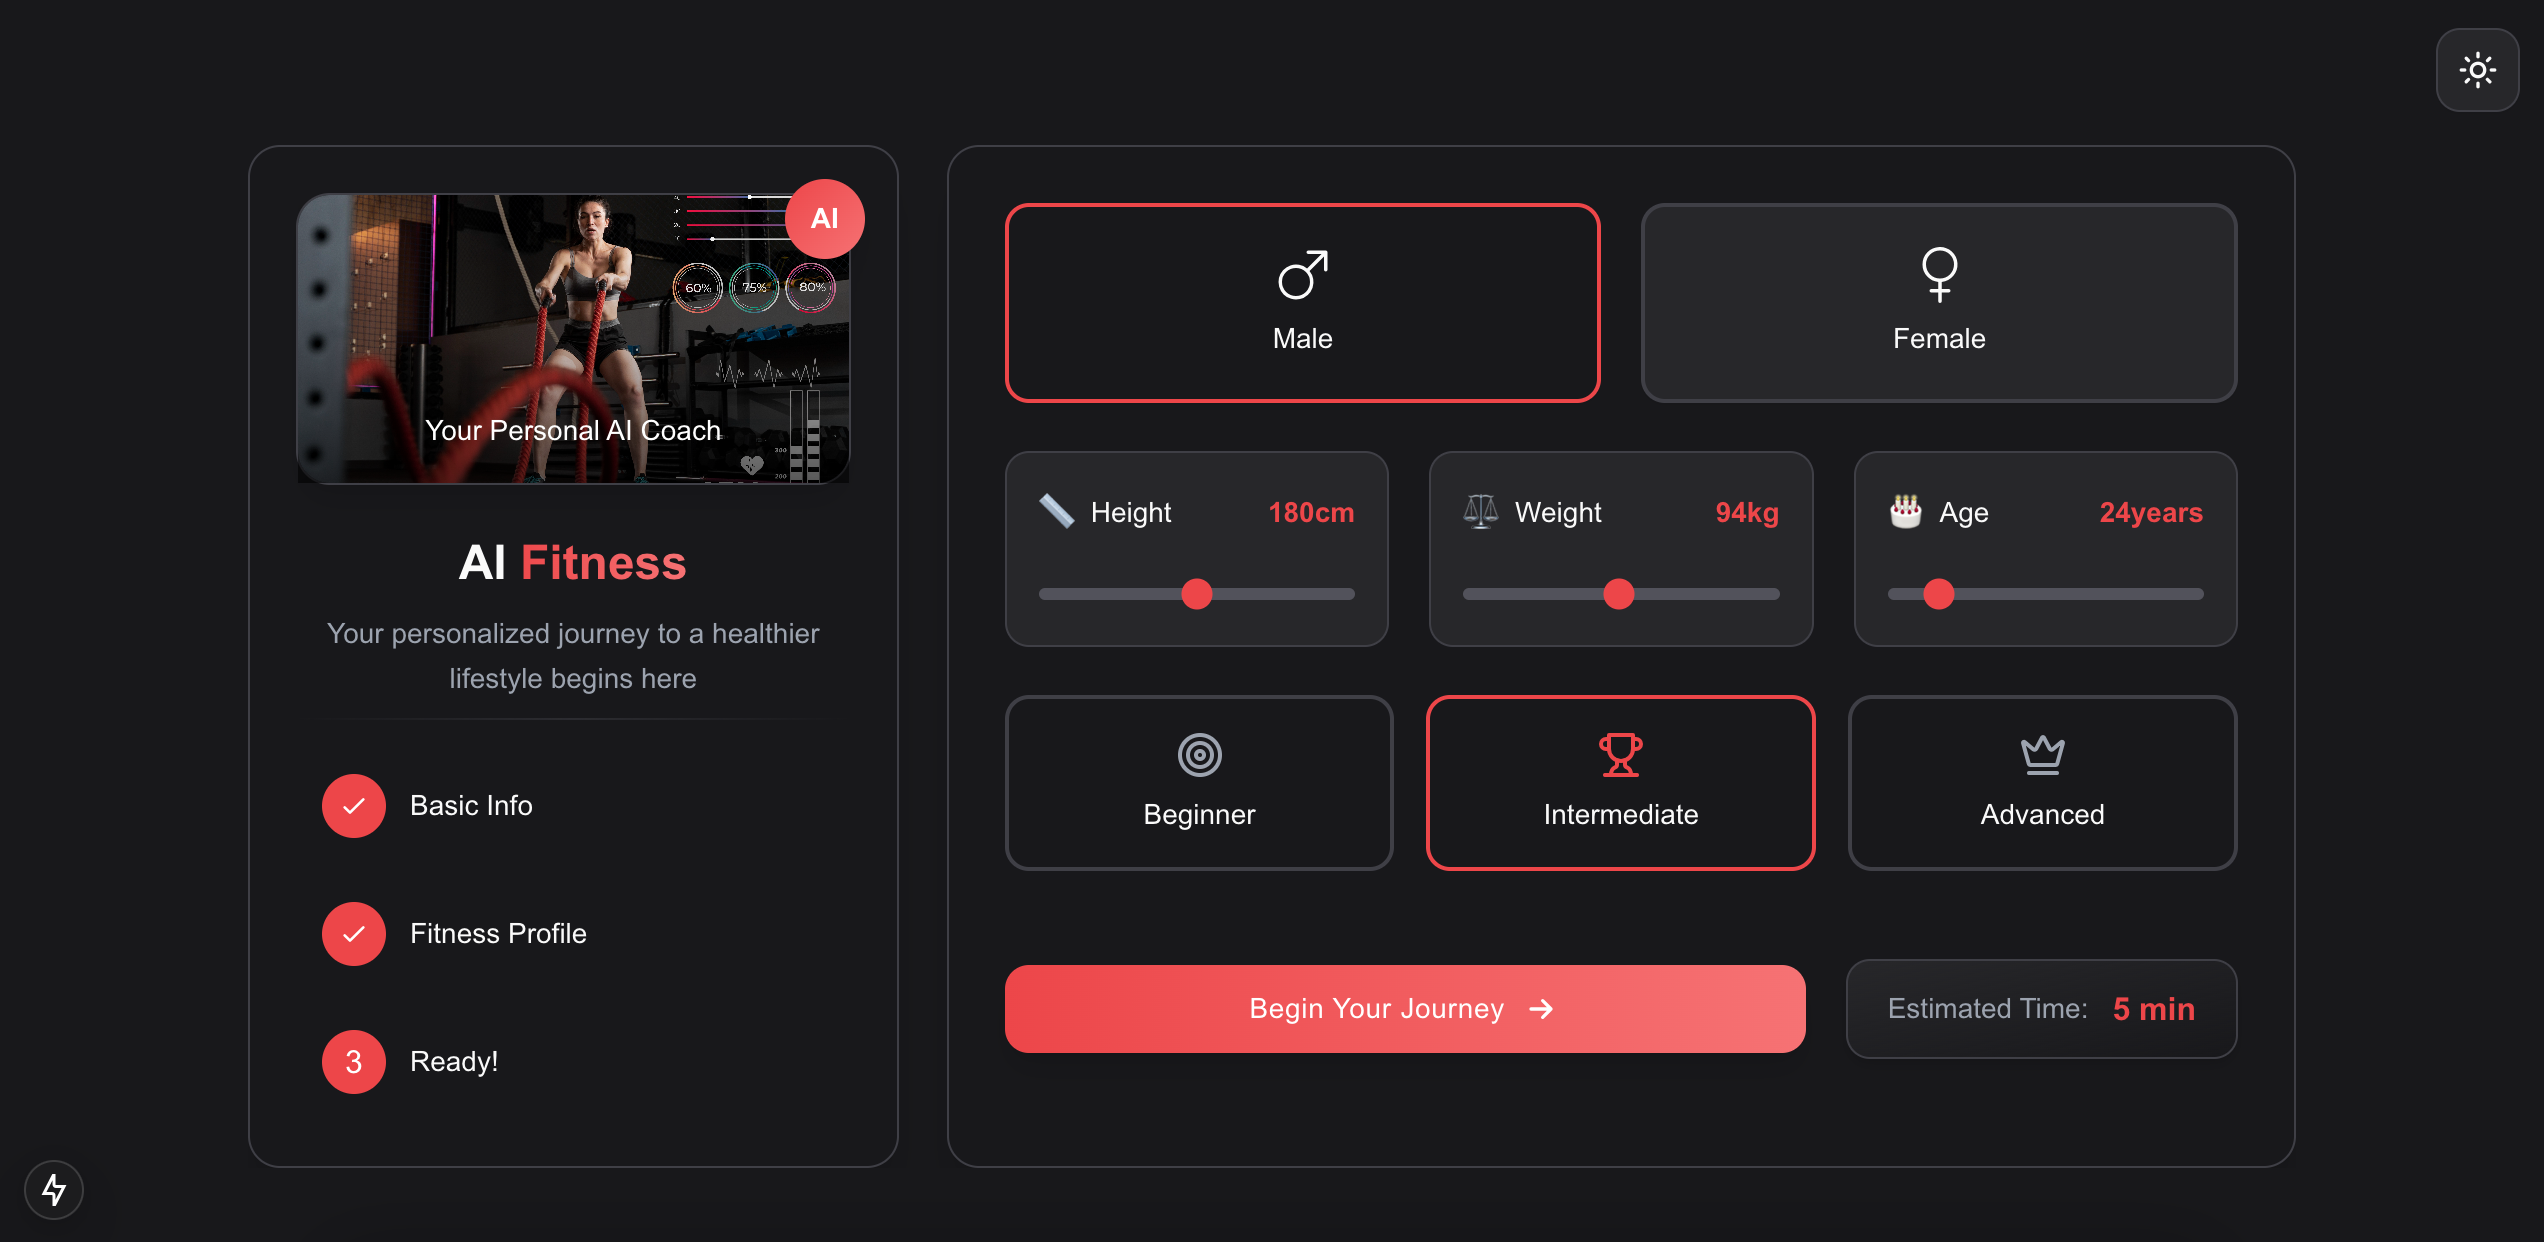 AI
60%
75%
80%
Your Personal AI Coach
300
200
AI Fitness
Your personalized journey to a healthier
lifestyle begins here
Basic Info
Fitness Profile
3
Ready!
Male
Female
Height
180cm
Weight
94kg
Age
24years
Beginner
Intermediate
Advanced
Begin Your Journey
Estimated Time:
5 min